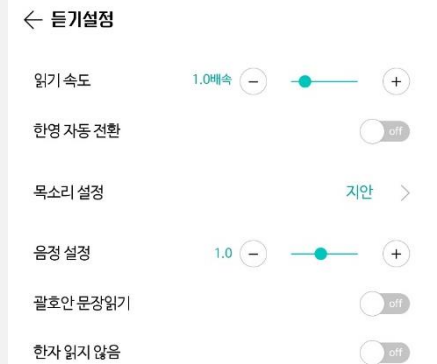 ← 듣기설정
읽기 속도 1.0배속 − +
한영 자동 전환 off
목소리 설정 지안 >
음정 설정 1.0 − +
괄호안 문장읽기 off
한자 읽지 않음 off